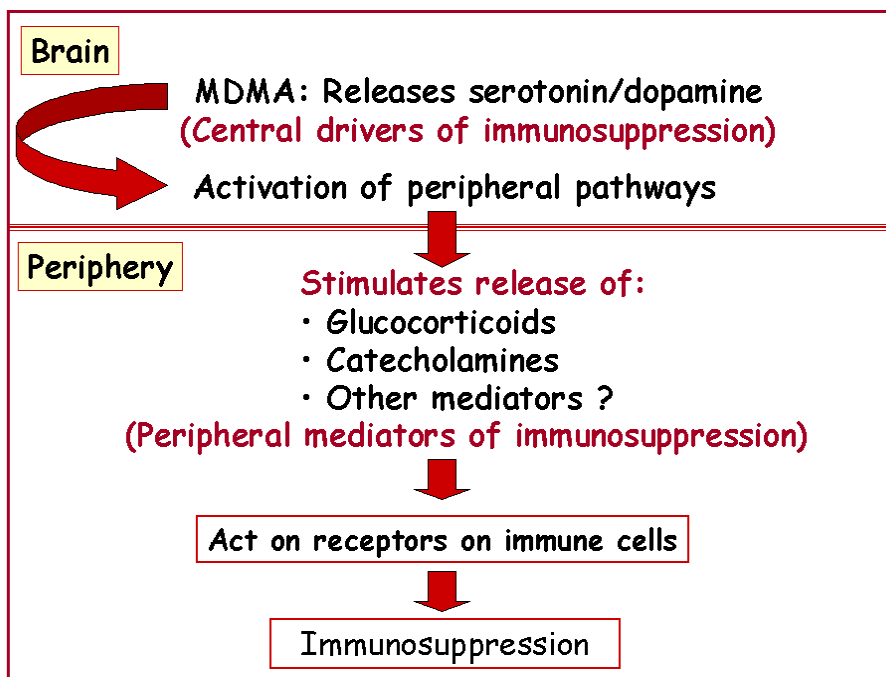 Brain
MDMA: Releases serotonin/dopamine
(Central drivers of immunosuppression)
Activation of peripheral pathways
Periphery
Stimulates release of:
• Glucocorticoids
• Catecholamines
• Other mediators ?
(Peripheral mediators of immunosuppression)
Act on receptors on immune cells
Immunosuppression